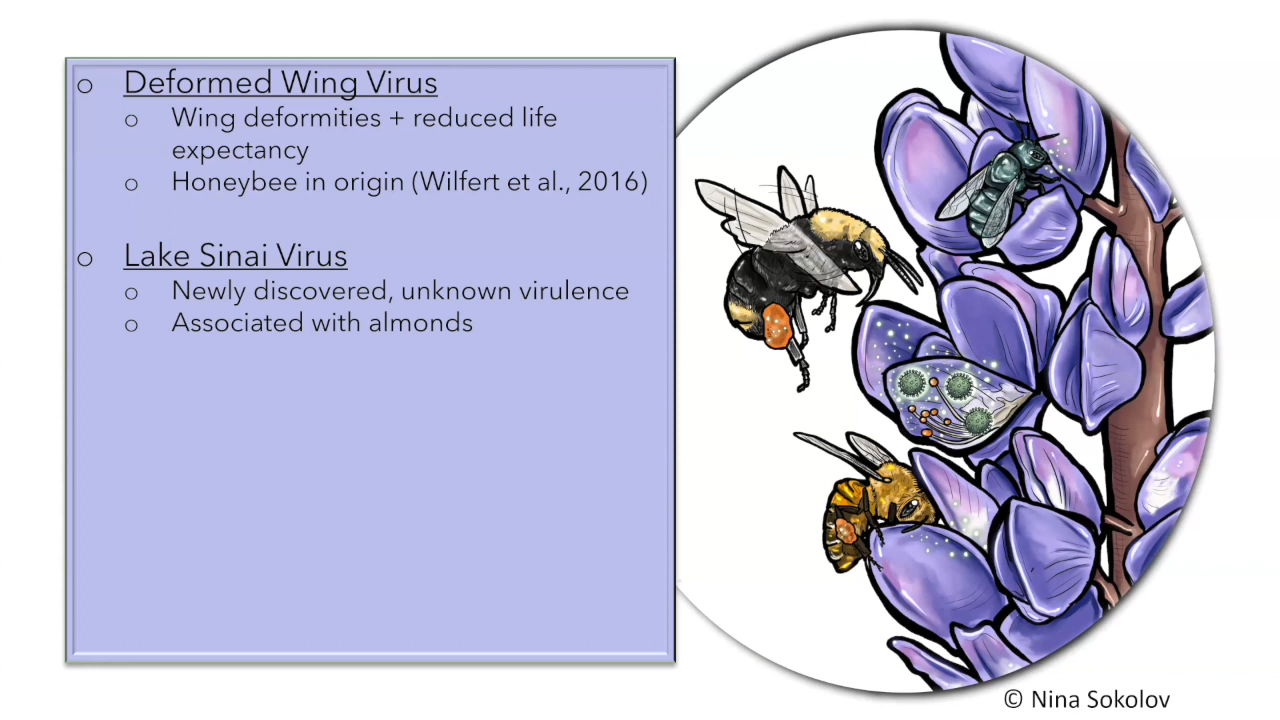 o Deformed Wing Virus
o Wing deformities + reduced life
expectancy
o Honeybee in origin (Wilfert et al., 2016)
o Lake Sinai Virus
o Newly discovered, unknown virulence
o Associated with almonds
© Nina Sokolov